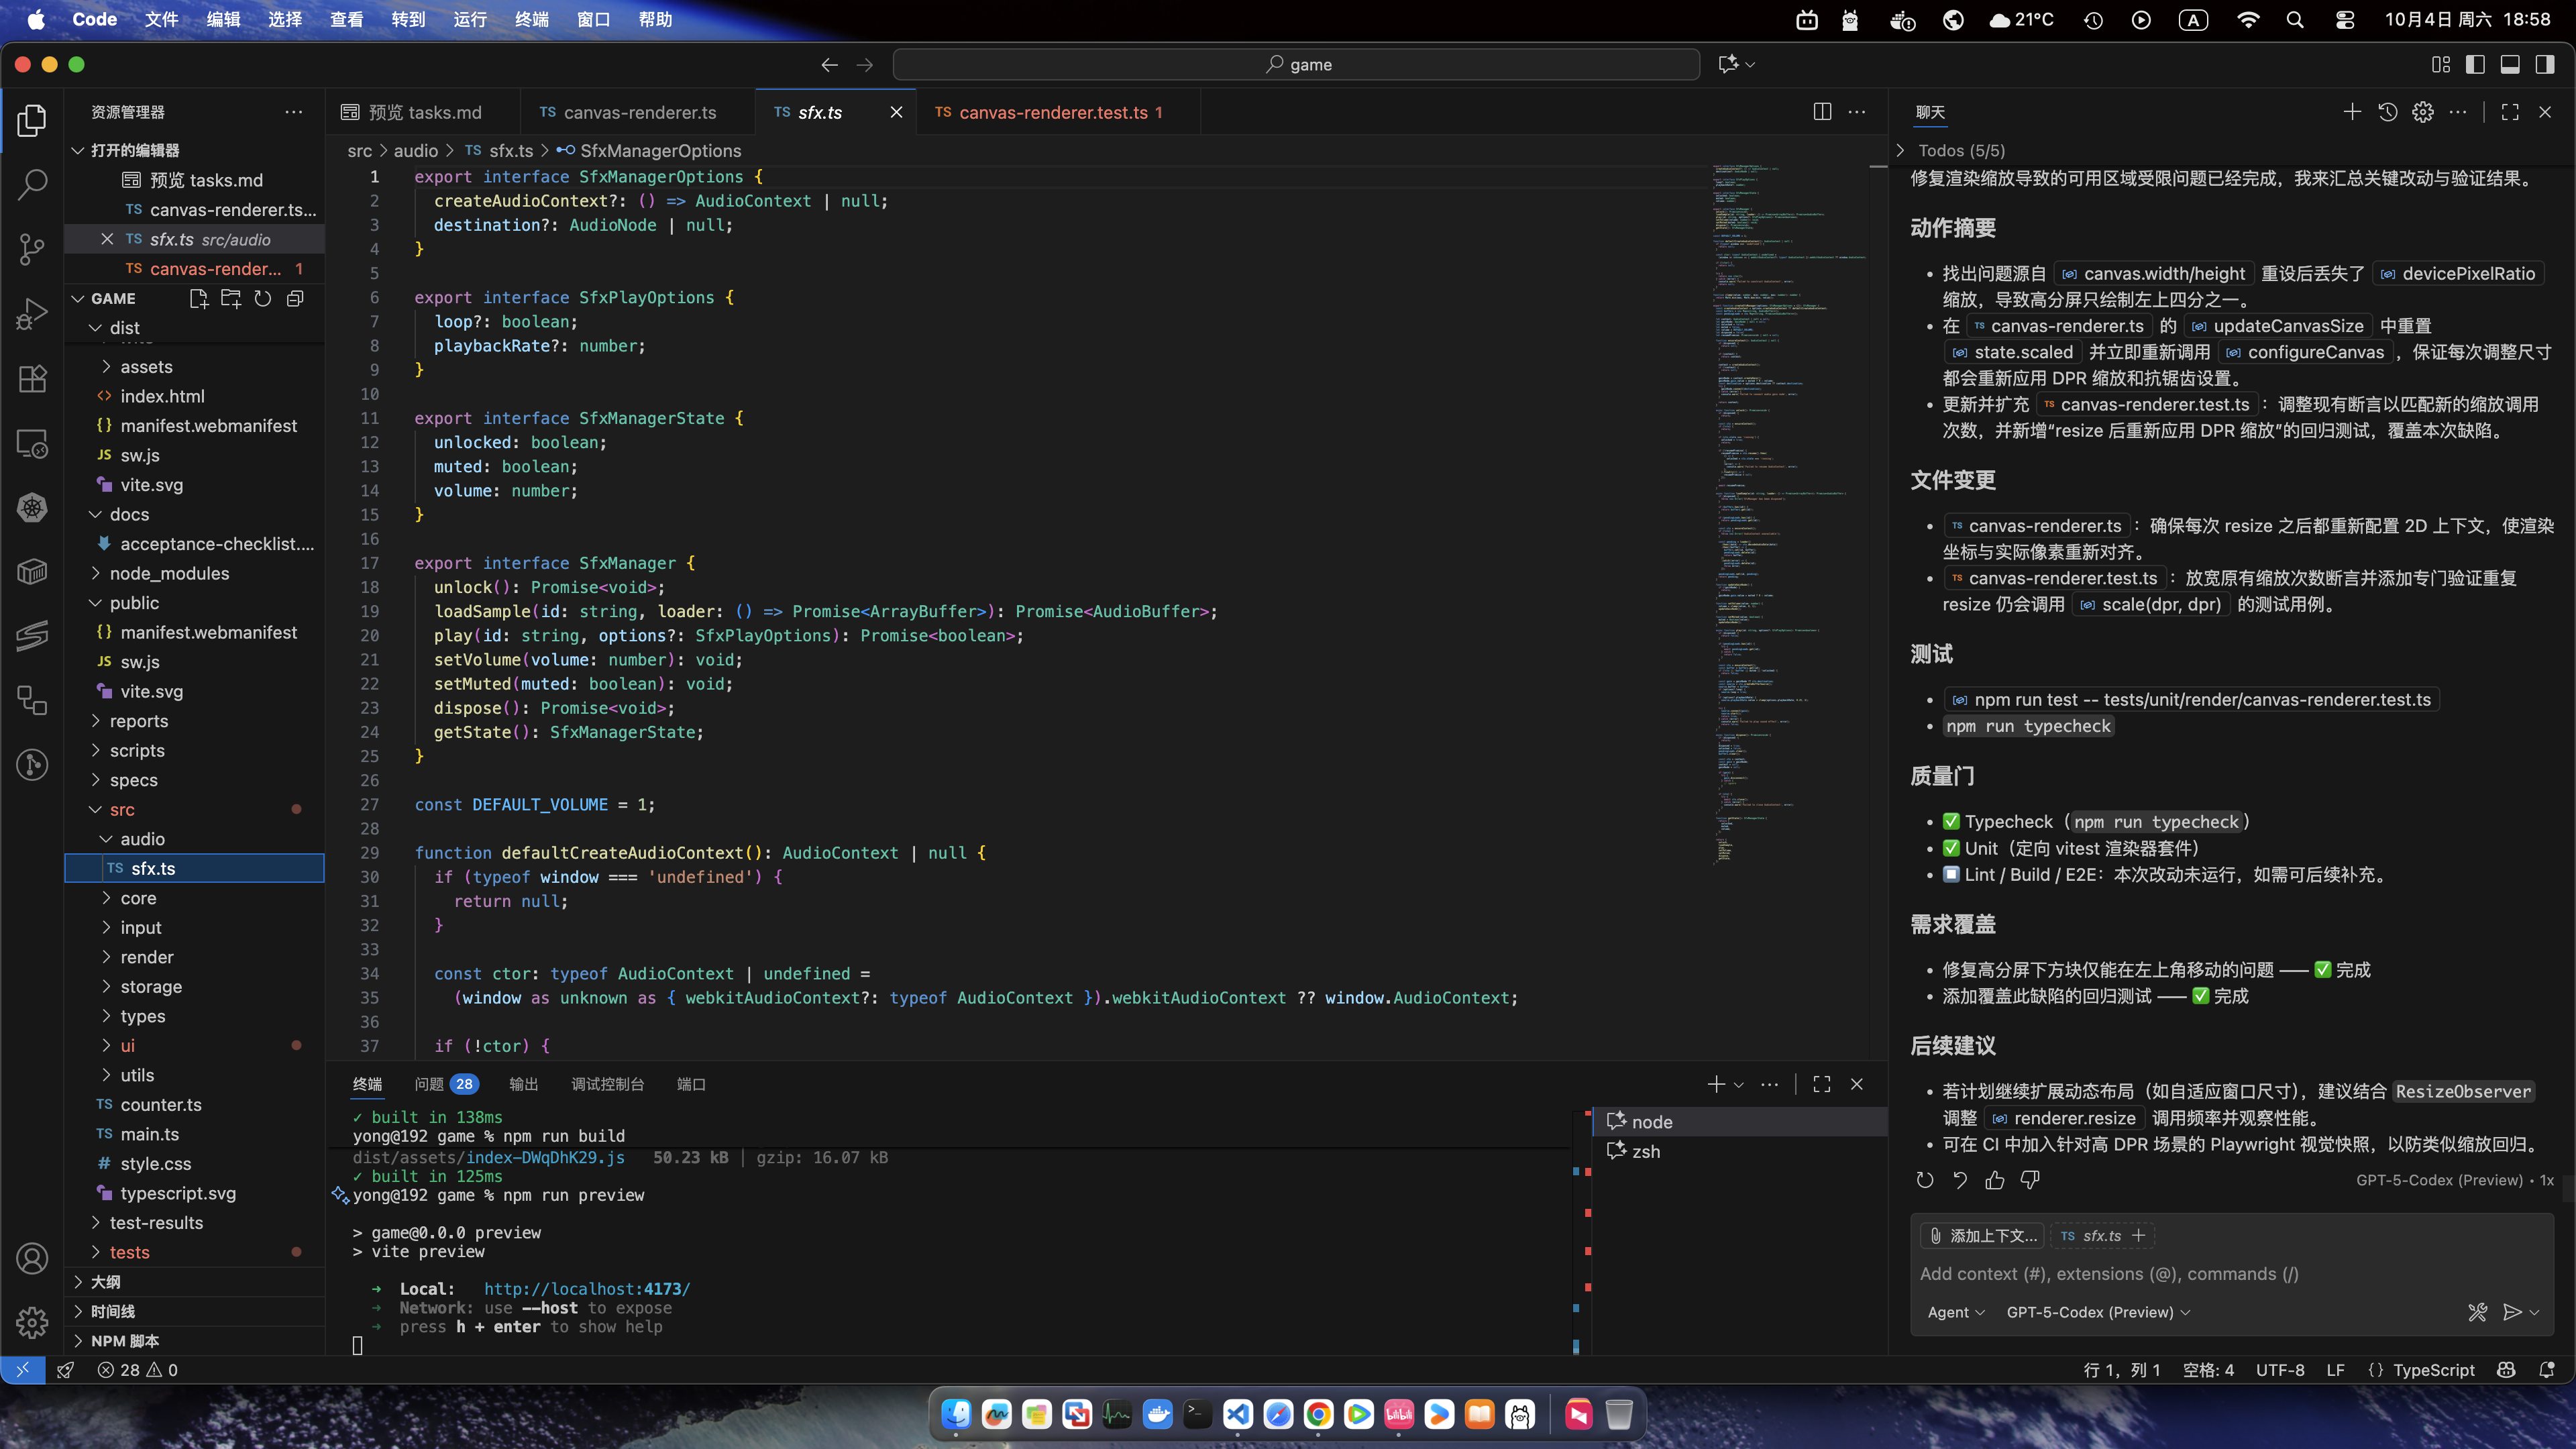 Code 文件 编辑 选择 查看 转到 运行 终端 窗口 帮助
21°C A 10月4日 周六 18:58
game
资源管理器
打开的编辑器
预览 tasks.md
TS canvas-renderer.ts...
TS sfx.ts src/audio
TS canvas-render... 1
GAME
dist
assets
index.html
manifest.webmanifest
JS sw.js
vite.svg
docs
acceptance-checklist....
node_modules
public
manifest.webmanifest
JS sw.js
vite.svg
reports
scripts
specs
src
audio
TS sfx.ts
core
input
render
storage
types
ui
utils
TS counter.ts
TS main.ts
# style.css
typescript.svg
test-results
tests
大纲
时间线
NPM 脚本
预览 tasks.md TS canvas-renderer.ts TS sfx.ts TS canvas-renderer.test.ts 1
src > audio > TS sfx.ts > SfxManagerOptions
1 export interface SfxManagerOptions {
2 createAudioContext?: () => AudioContext | null;
3 destination?: AudioNode | null;
4 }
5
6 export interface SfxPlayOptions {
7 loop?: boolean;
8 playbackRate?: number;
9 }
10
11 export interface SfxManagerState {
12 unlocked: boolean;
13 muted: boolean;
14 volume: number;
15 }
16
17 export interface SfxManager {
18 unlock(): Promise<void>;
19 loadSample(id: string, loader: () => Promise<ArrayBuffer>): Promise<AudioBuffer>;
20 play(id: string, options?: SfxPlayOptions): Promise<boolean>;
21 setVolume(volume: number): void;
22 setMuted(muted: boolean): void;
23 dispose(): Promise<void>;
24 getState(): SfxManagerState;
25 }
26
27 const DEFAULT_VOLUME = 1;
28
29 function defaultCreateAudioContext(): AudioContext | null {
30 if (typeof window === 'undefined') {
31 return null;
32 }
33
34 const ctor: typeof AudioContext | undefined =
35 (window as unknown as { webkitAudioContext?: typeof AudioContext }).webkitAudioContext ?? window.AudioContext;
36
37 if (!ctor) {
终端 问题 28 输出 调试控制台 端口
✓ built in 138ms
yong@192 game % npm run build
dist/assets/index-DWqDhK29.js 50.23 kB │ gzip: 16.07 kB
✓ built in 125ms
yong@192 game % npm run preview
> game@0.0.0 preview
> vite preview
➜ Local: http://localhost:4173/
➜ Network: use --host to expose
➜ press h + enter to show help
node
zsh
聊天
Todos (5/5)
修复渲染缩放导致的可用区域受限问题已经完成，我来汇总关键改动与验证结果。
动作摘要
• 找出问题源自 canvas.width/height 重设后丢失了 devicePixelRatio
缩放，导致高分屏只绘制左上四分之一。
• 在 TS canvas-renderer.ts 的 updateCanvasSize 中重置
state.scaled 并立即重新调用 configureCanvas，保证每次调整尺寸
都会重新应用 DPR 缩放和抗锯齿设置。
• 更新并扩充 TS canvas-renderer.test.ts：调整现有断言以匹配新的缩放调用
次数，并新增“resize 后重新应用 DPR 缩放”的回归测试，覆盖本次缺陷。
文件变更
• TS canvas-renderer.ts：确保每次 resize 之后都重新配置 2D 上下文，使渲染
坐标与实际像素重新对齐。
• TS canvas-renderer.test.ts：放宽原有缩放次数断言并添加专门验证重复
resize 仍会调用 scale(dpr, dpr) 的测试用例。
测试
• npm run test -- tests/unit/render/canvas-renderer.test.ts
• npm run typecheck
质量门
• ✅ Typecheck（npm run typecheck）
• ✅ Unit（定向 vitest 渲染器套件）
• Lint / Build / E2E：本次改动未运行，如需可后续补充。
需求覆盖
• 修复高分屏下方块仅能在左上角移动的问题 —— ✅ 完成
• 添加覆盖此缺陷的回归测试 —— ✅ 完成
后续建议
• 若计划继续扩展动态布局（如自适应窗口尺寸），建议结合 ResizeObserver
调整 renderer.resize 调用频率并观察性能。
• 可在 CI 中加入针对高 DPR 场景的 Playwright 视觉快照，以防类似缩放回归。
GPT-5-Codex (Preview) • 1x
添加上下文... TS sfx.ts
Add context (#), extensions (@), commands (/)
Agent GPT-5-Codex (Preview)
28 0
行 1，列 1 空格: 4 UTF-8 LF {} TypeScript
bilibili